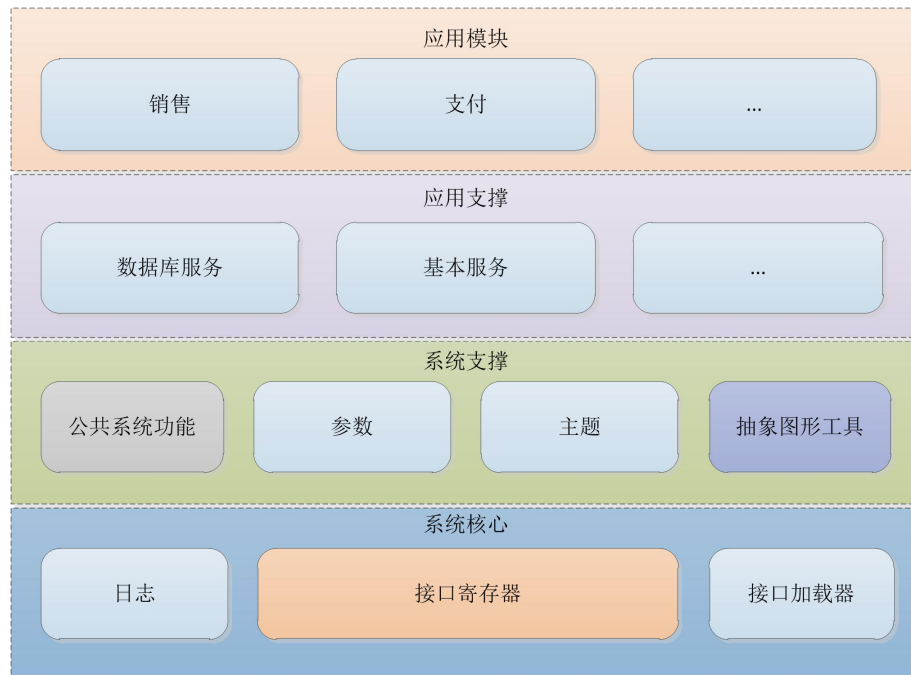 应用模块
销售
支付
...
应用支撑
数据库服务
基本服务
...
系统支撑
公共系统功能
参数
主题
抽象图形工具
系统核心
日志
接口寄存器
接口加载器